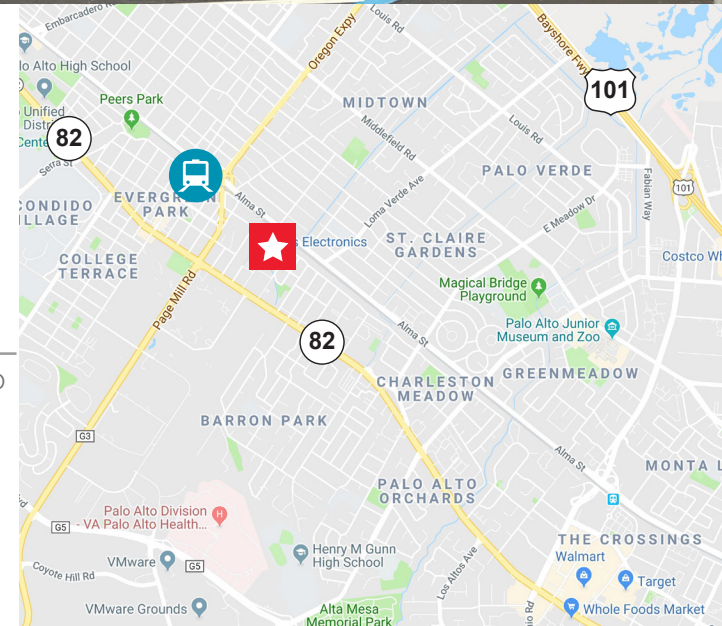 Embarcadero Rd
Louis Rd
Oregon Expy
Bayshore Fwy
lo Alto High School
Peers Park
MIDTOWN
101
Unified
82
Middlefield Rd
Louis Rd
Serra St
PALO VERDE
Fabian Way
101
EVERGR N
PARK
Alma St
Loma Verde Ave
E Meadow Dr
CONDIDO
ILLAGE
s Electronics
ST. CLAIRE
GARDENS
COLLEGE
TERRACE
Costco Wh
Magical Bridge
Playground
Page Mill Rd
Alma St
Palo Alto Junior
Museum and Zoo
82
CHARLESTON
MEADOW
GREENMEADOW
BARRON PARK
G3
Alma St
MONTA L
PALO ALTO
ORCHARDS
Palo Alto Division
- VA Palo Alto Health...
H
G5
THE CROSSINGS
Henry M Gunn
High School
Walmart
VMware
G5
Los Altos Ave
Target
Coyote Hill Rd
VMware Grounds
Alta Mesa
Memorial Park
Whole Foods Market
io Rd